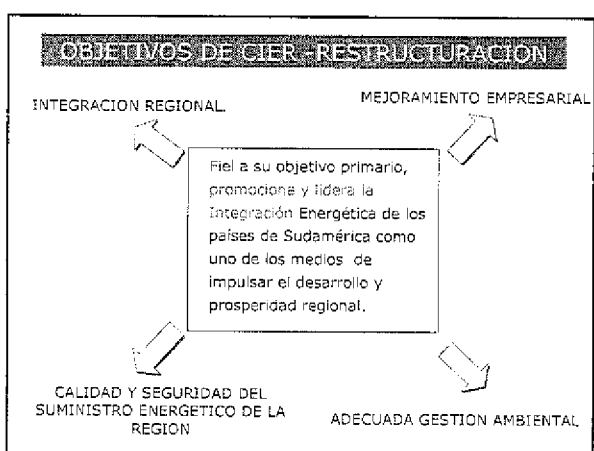 OBJETIVOS DE CIER -RESTRUCTURACION
INTEGRACION REGIONAL.
MEJORAMIENTO EMPRESARIAL
Fiel a su objetivo primario,
promociona y lidera la
Integración Energética de los
países de Sudamérica como
uno de los medios de
impulsar el desarrollo y
prosperidad regional.
CALIDAD Y SEGURIDAD DEL
SUMINISTRO ENERGETICO DE LA
REGION
ADECUADA GESTION AMBIENTAL